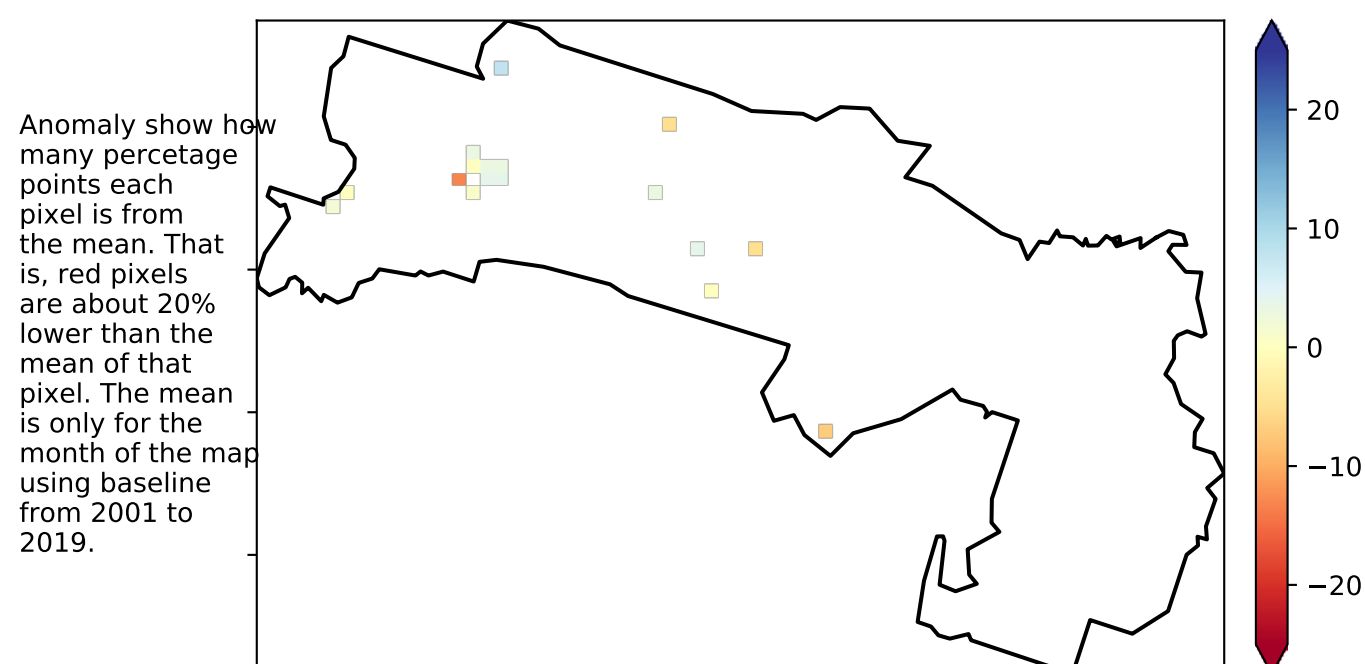 Anomaly show how
many percetage
points each
pixel is from
the mean. That
is, red pixels
are about 20%
lower than the
mean of that
pixel. The mean
is only for the
month of the map
using baseline
from 2001 to
2019.
20
10
0
−10
−20